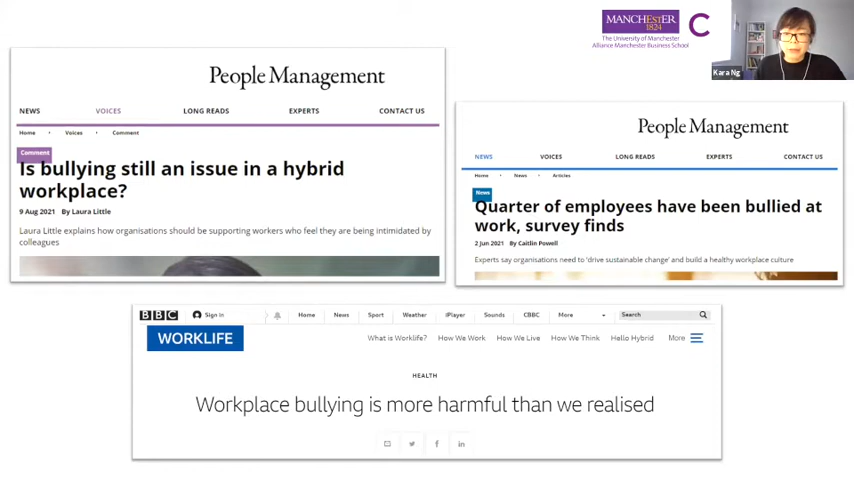 MANCHESTER
1824
The University of Manchester
Alliance Manchester Business School
Kara Ng
People Management
NEWS VOICES LONG READS EXPERTS CONTACT US
Home • Voices • Comment
Comment
Is bullying still an issue in a hybrid
workplace?
9 Aug 2021 By Laura Little
Laura Little explains how organisations should be supporting workers who feel they are being intimidated by
colleagues
People Management
NEWS VOICES LONG READS EXPERTS CONTACT US
Home • News • Articles
News
Quarter of employees have been bullied at
work, survey finds
2 Jun 2021 By Caitlin Powell
Experts say organisations need to ‘drive sustainable change’ and build a healthy workplace culture
BBC Sign in Home News Sport Weather iPlayer Sounds CBBC More Search
WORKLIFE What is Worklife? How We Work How We Live How We Think Hello Hybrid More
HEALTH
Workplace bullying is more harmful than we realised